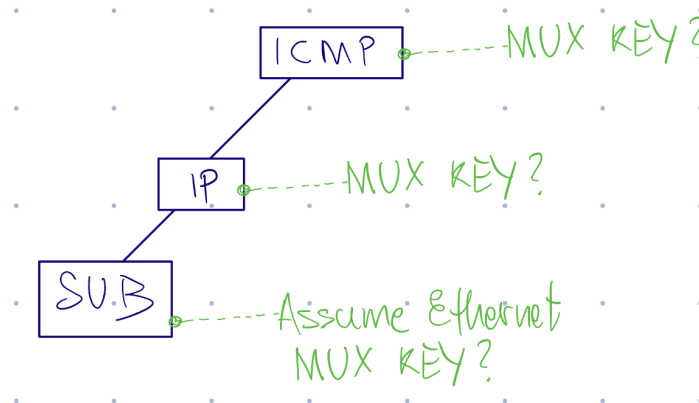 ICMP
MUX KEY?
IP
MUX KEY?
SUB
Assume Ethernet
MUX KEY?